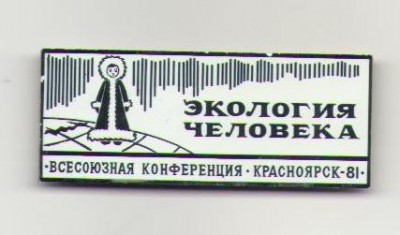 ЭКОЛОГИЯ
ЧЕЛОВЕКА
·ВСЕСОЮЗНАЯ КОНФЕРЕНЦИЯ·КРАСНОЯРСК-81·